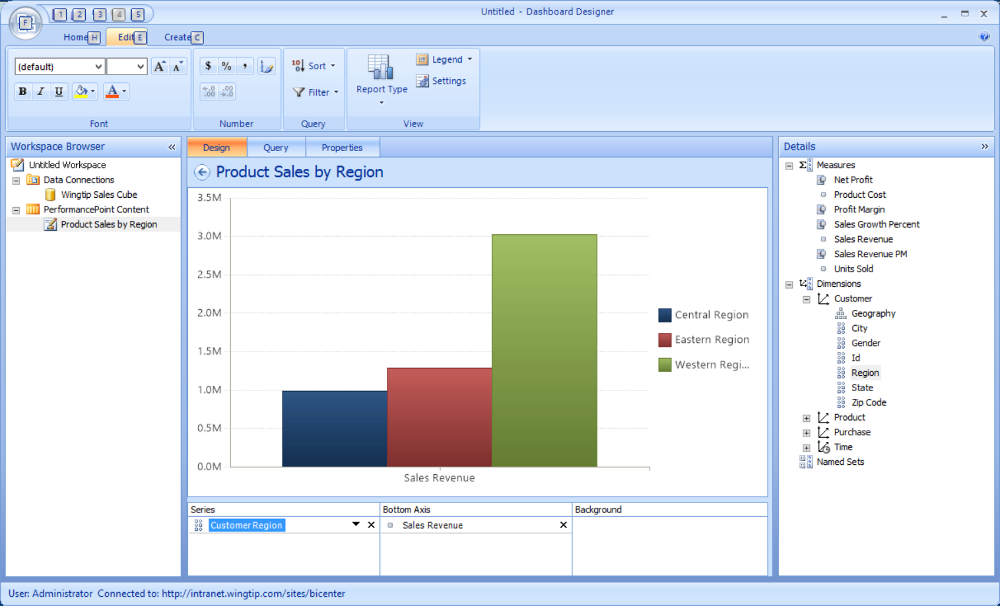 Untitled - Dashboard Designer
F
1 2 3 4 5
Home H Edit E Create C
(default)
A A
$ % ,
Sort
Legend
B I U A
Filter
Report Type
Settings
Font
Number
Query
View
Workspace Browser
Untitled Workspace
Data Connections
Wingtip Sales Cube
PerformancePoint Content
Product Sales by Region
Design
Query
Properties
Product Sales by Region
3.5M
3.0M
2.5M
2.0M
1.5M
1.0M
0.5M
0.0M
Sales Revenue
Central Region
Eastern Region
Western Regi...
Series
Customer Region
Bottom Axis
Sales Revenue
Background
Details
Measures
Net Profit
Product Cost
Profit Margin
Sales Growth Percent
Sales Revenue
Sales Revenue PM
Units Sold
Dimensions
Customer
Geography
City
Gender
Id
Region
State
Zip Code
Product
Purchase
Time
Named Sets
User: Administrator Connected to: http://intranet.wingtip.com/sites/bicenter